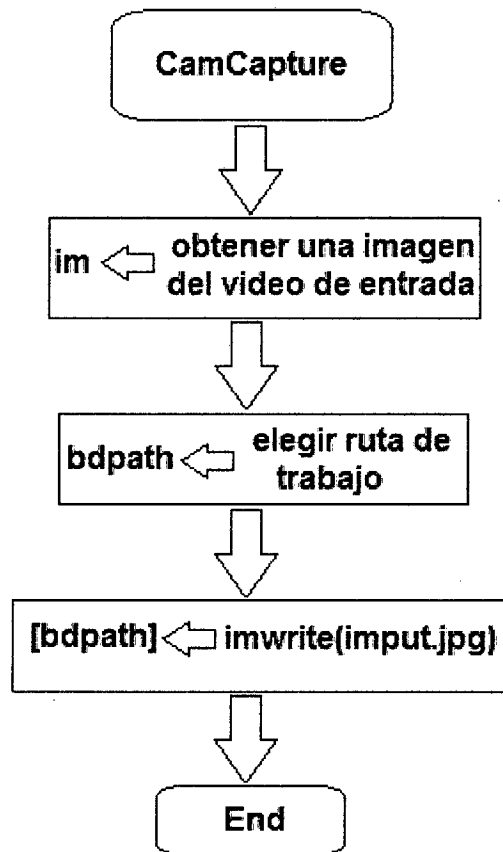 CamCapture
im obtener una imagen
del video de entrada
bdpath elegir ruta de
trabajo
[bdpath] imwrite(imput.jpg)
End